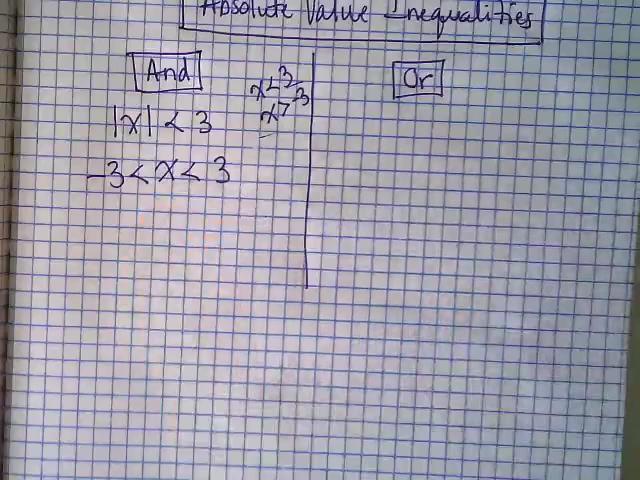 Absolute Value Inequalities
And
|x| < 3
-3 < x < 3
x < 3
x > -3
Or